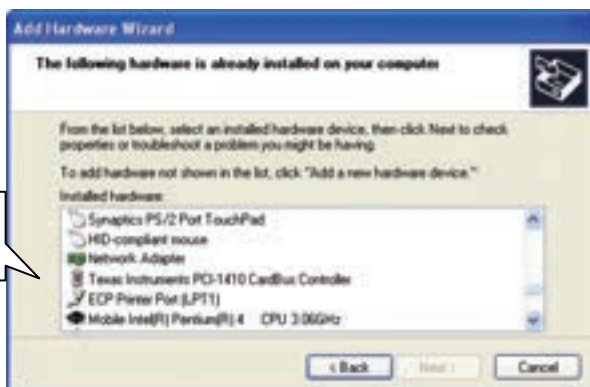 Add Hardware Wizard
The following hardware is already installed on your computer
From the list below, select an installed hardware device, then click Next to check
properties or troubleshoot a problem you might be having.
To add hardware not shown in the list, click "Add a new hardware device."
Installed hardware:
Synaptics PS/2 Port TouchPad
HID-compliant mouse
Network Adapter
Texas Instruments PCI-1410 CardBus Controller
ECP Printer Port (LPT1)
Mobile Intel(R) Pentium(R) 4 CPU 3.06GHz
< Back Next > Cancel